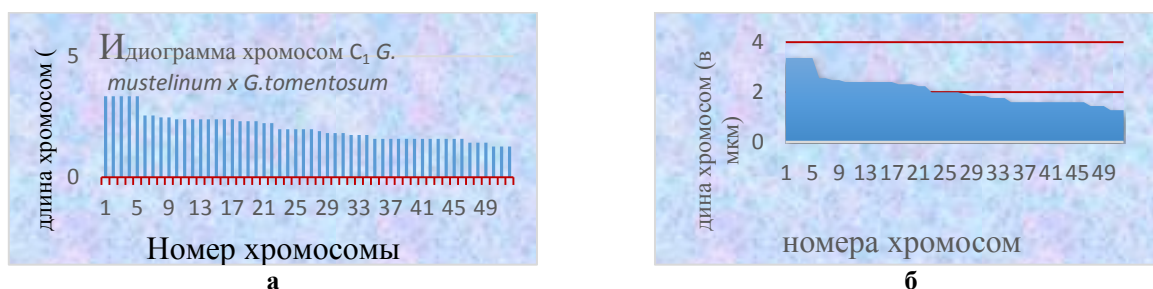 Идиограмма хромосом C₁ G.
mustelinum x G.tomentosum
длина хромосом (
5
0
1 5 9 13 17 21 25 29 33 37 41 45 49
Номер хромосомы
а
дина хромосом (в
мкм)
4
2
0
1 5 9 13 17 21 25 29 33 37 41 45 49
номера хромосом
б